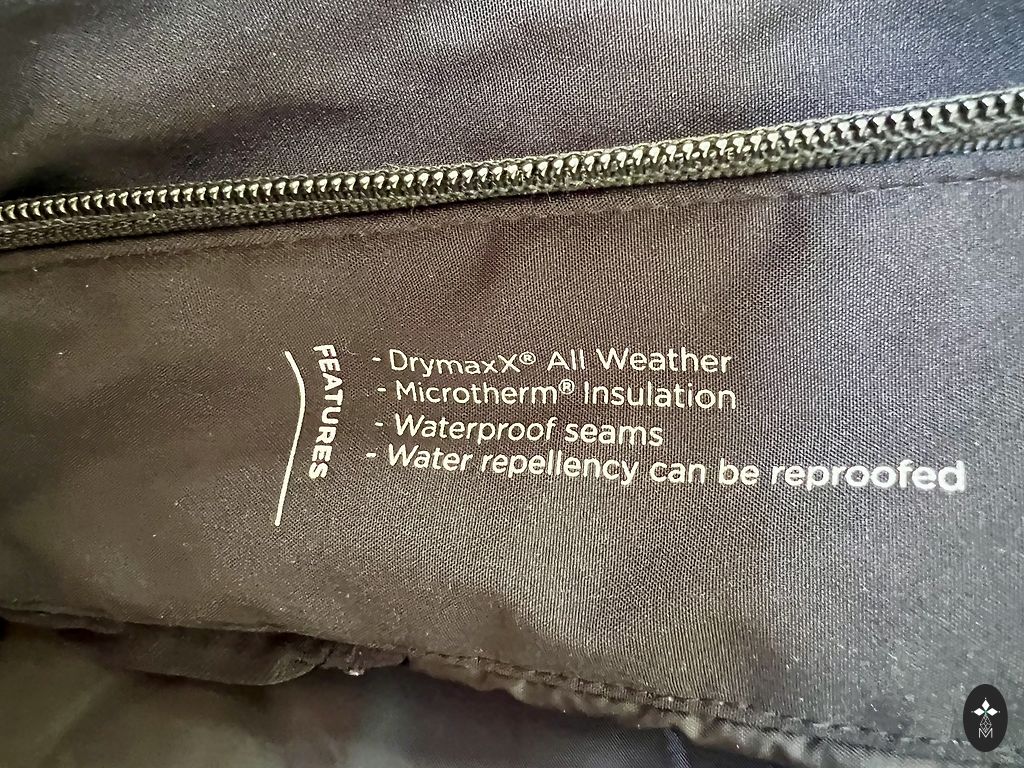 FEATURES
- DrymaxX® All Weather
- Microtherm® Insulation
- Waterproof seams
- Water repellency can be reproofed
M